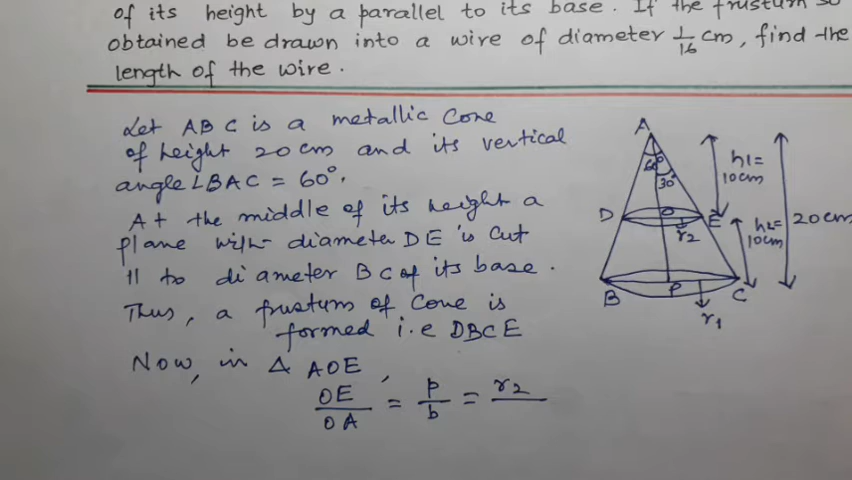 of its height by a parallel to its base. If the frustum so
obtained be drawn into a wire of diameter 1/16 cm, find the
length of the wire.
Let ABC is a metallic Cone
of height 20cm and its vertical
angle ∠BAC = 60°.
At the middle of its height a
plane with diameter DE is cut
|| to diameter BC of its base.
Thus, a frustum of Cone is
formed i.e DBCE
Now, in Δ AOE,
OE/OA = p/b = r2/
A
60°
30°
h1=
10cm
D
O
E
r2
h2=
10cm
20cm
B
P
C
r1